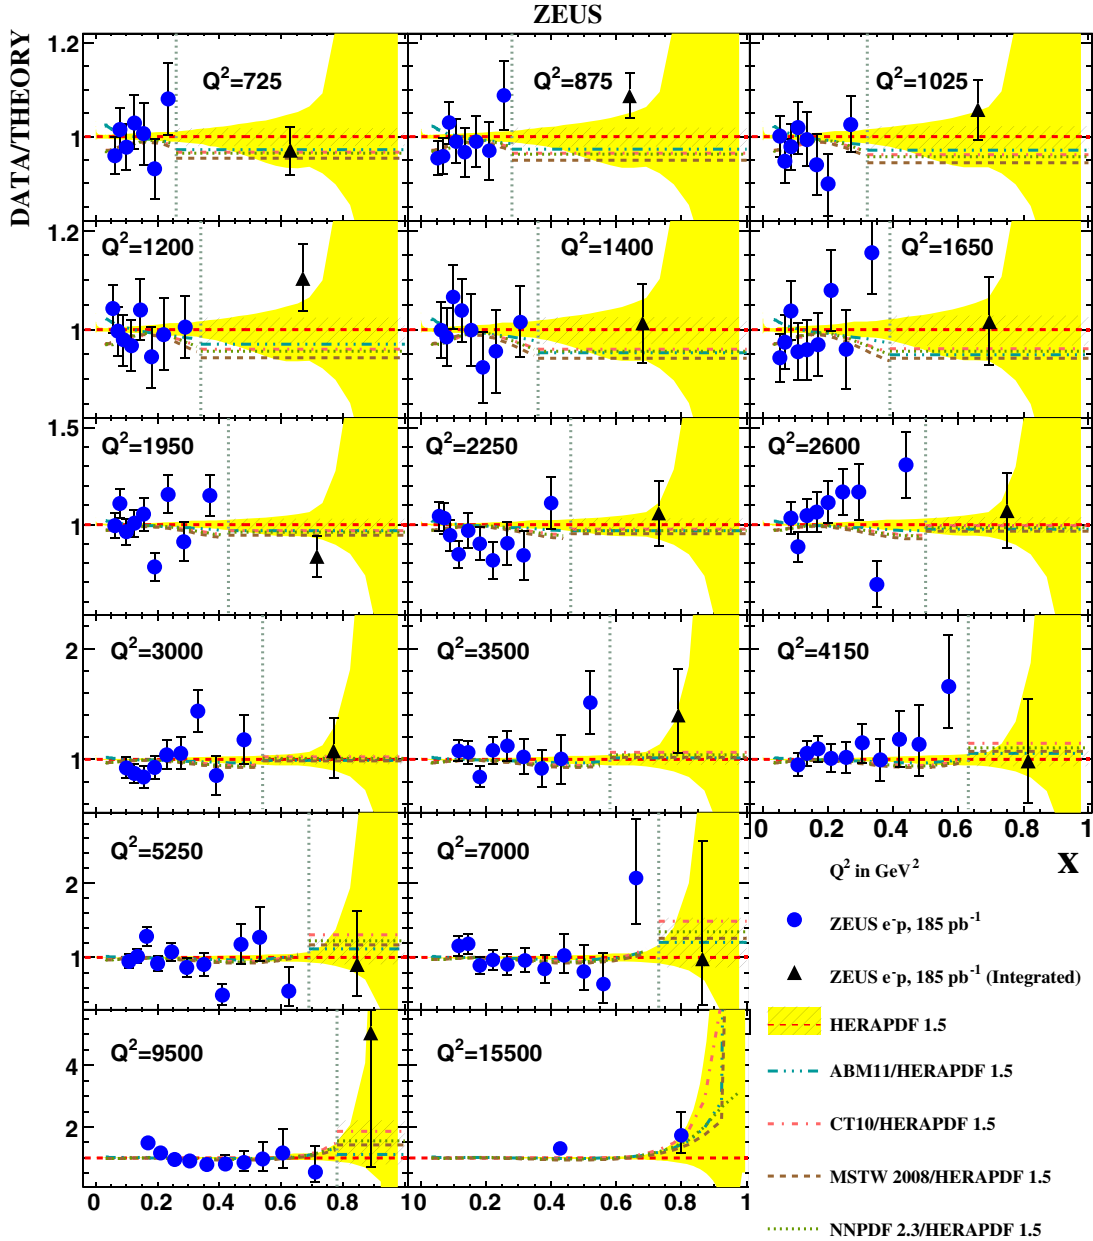 ZEUS
DATA/THEORY
1.2
1
Q²=725
Q²=875
Q²=1025
1.2
1
Q²=1200
Q²=1400
Q²=1650
1.5
1
Q²=1950
Q²=2250
Q²=2600
2
1
Q²=3000
Q²=3500
Q²=4150
0 0.2 0.4 0.6 0.8 1
x
2
1
Q²=5250
Q²=7000
4
2
Q²=9500
Q²=15500
0 0.2 0.4 0.6 0.8 1
0 0.2 0.4 0.6 0.8 1
Q² in GeV²
ZEUS e⁻p, 185 pb⁻¹
ZEUS e⁻p, 185 pb⁻¹ (Integrated)
HERAPDF 1.5
ABM11/HERAPDF 1.5
CT10/HERAPDF 1.5
MSTW 2008/HERAPDF 1.5
NNPDF 2.3/HERAPDF 1.5